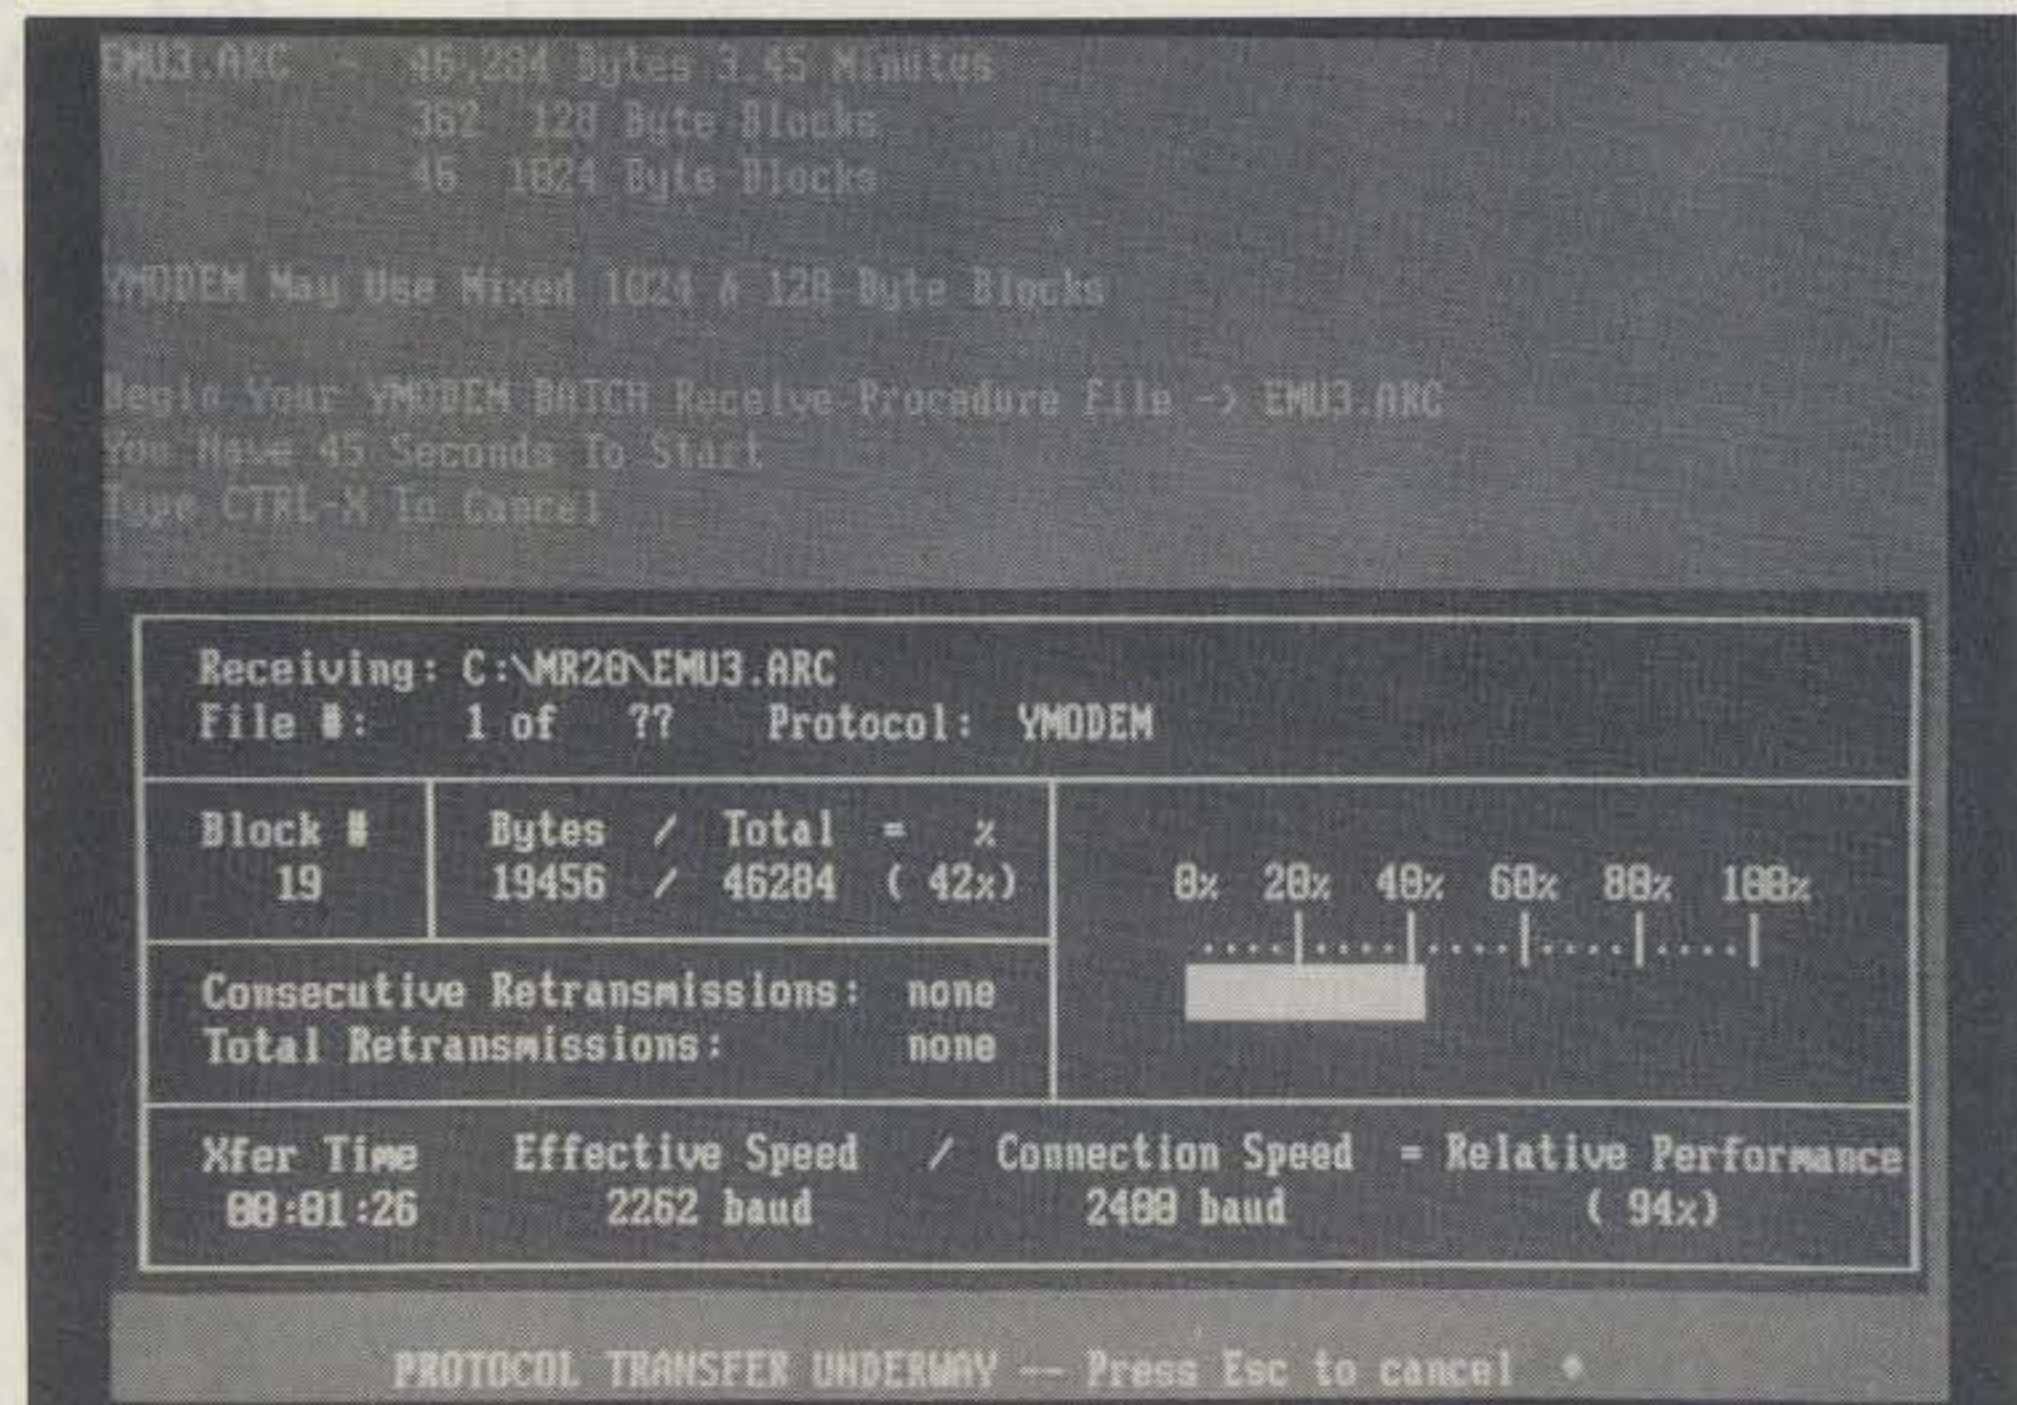 EMU3.ARC - 46,284 Bytes 3.45 Minutes
362 128 Byte Blocks
46 1024 Byte Blocks
YMODEM May Use Mixed 1024 & 128 Byte Blocks
Begin Your YMODEM BATCH Receive Procedure File -> EMU3.ARC
You Have 45 Seconds To Start
Type CTRL-X To Cancel
Receiving: C:\MR20\EMU3.ARC
File #: 1 of ?? Protocol: YMODEM
Block # Bytes / Total = %
19 19456 / 46284 ( 42%)
0% 20% 40% 60% 80% 100%
Consecutive Retransmissions: none
Total Retransmissions: none
Xfer Time Effective Speed / Connection Speed = Relative Performance
00:01:26 2262 baud 2400 baud ( 94%)
PROTOCOL TRANSFER UNDERWAY -- Press Esc to cancel